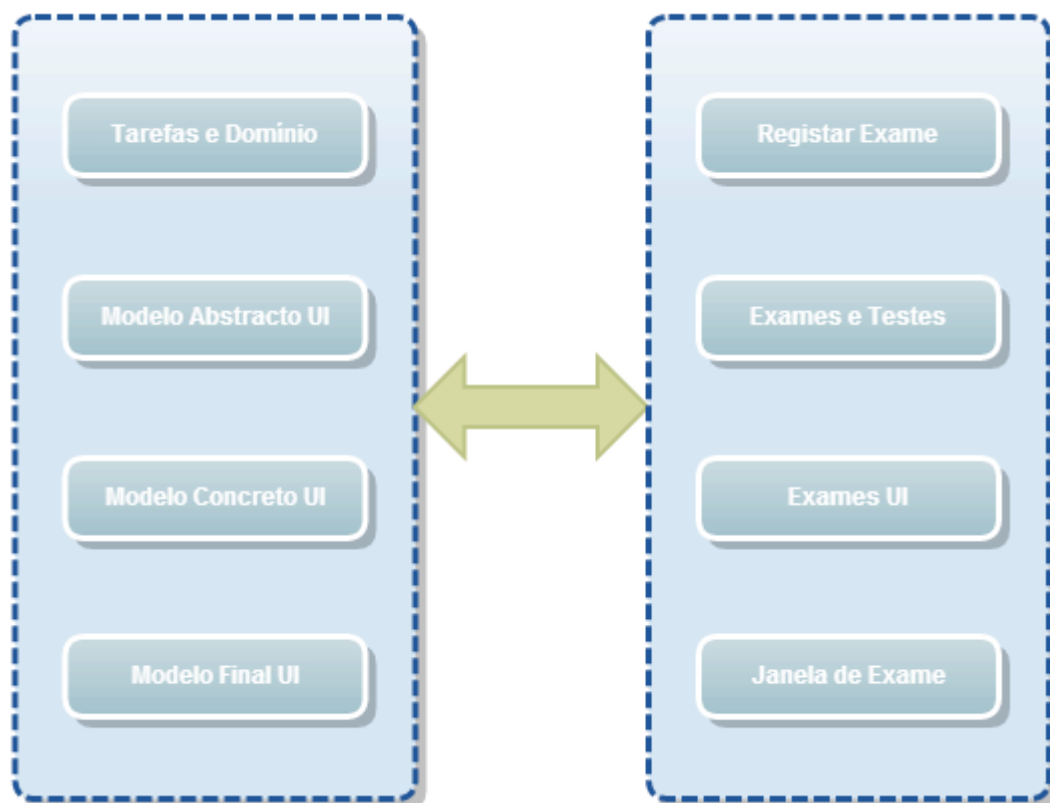 Tarefas e Domínio
Modelo Abstracto UI
Modelo Concreto UI
Modelo Final UI
Registar Exame
Exames e Testes
Exames UI
Janela de Exame